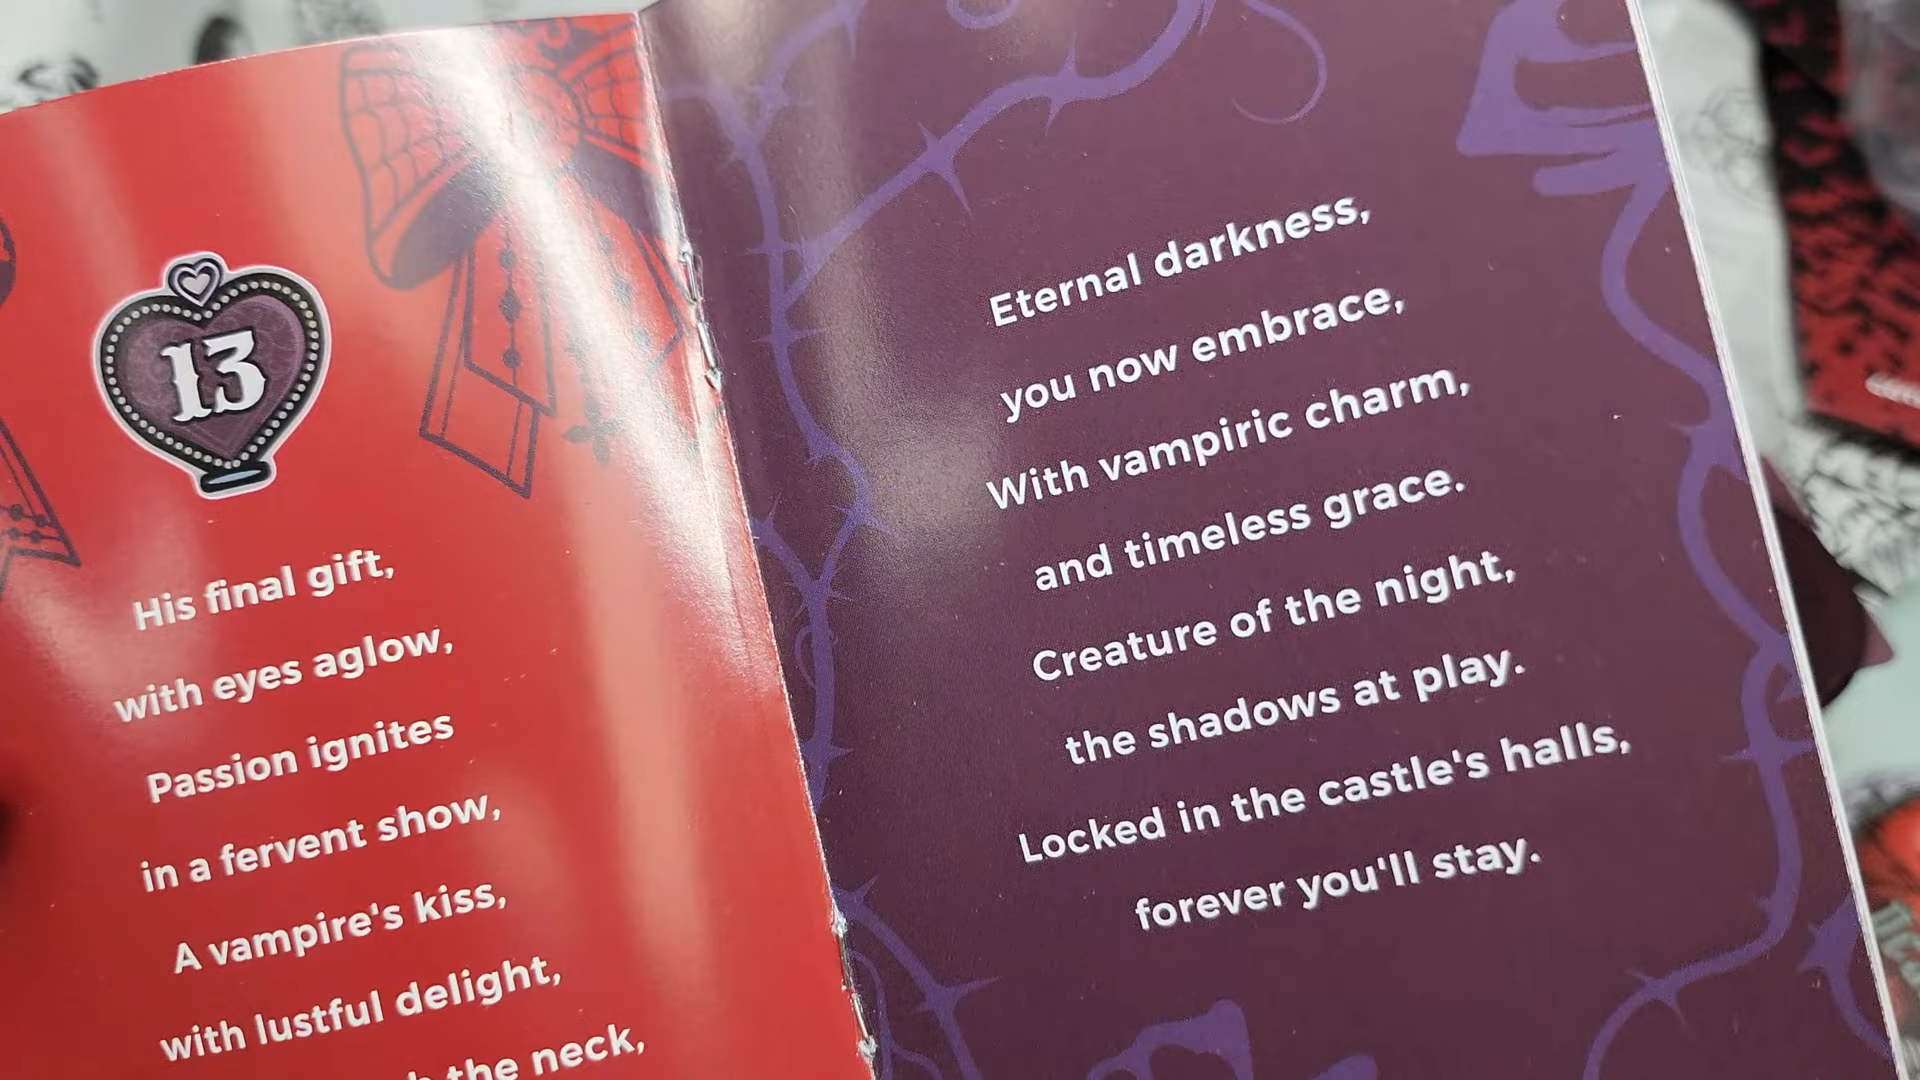 13
His final gift,
with eyes aglow,
Passion ignites
in a fervent show,
A vampire's kiss,
with lustful delight,
the neck,
Eternal darkness,
you now embrace,
With vampiric charm,
and timeless grace.
Creature of the night,
the shadows at play.
Locked in the castle's halls,
forever you'll stay.